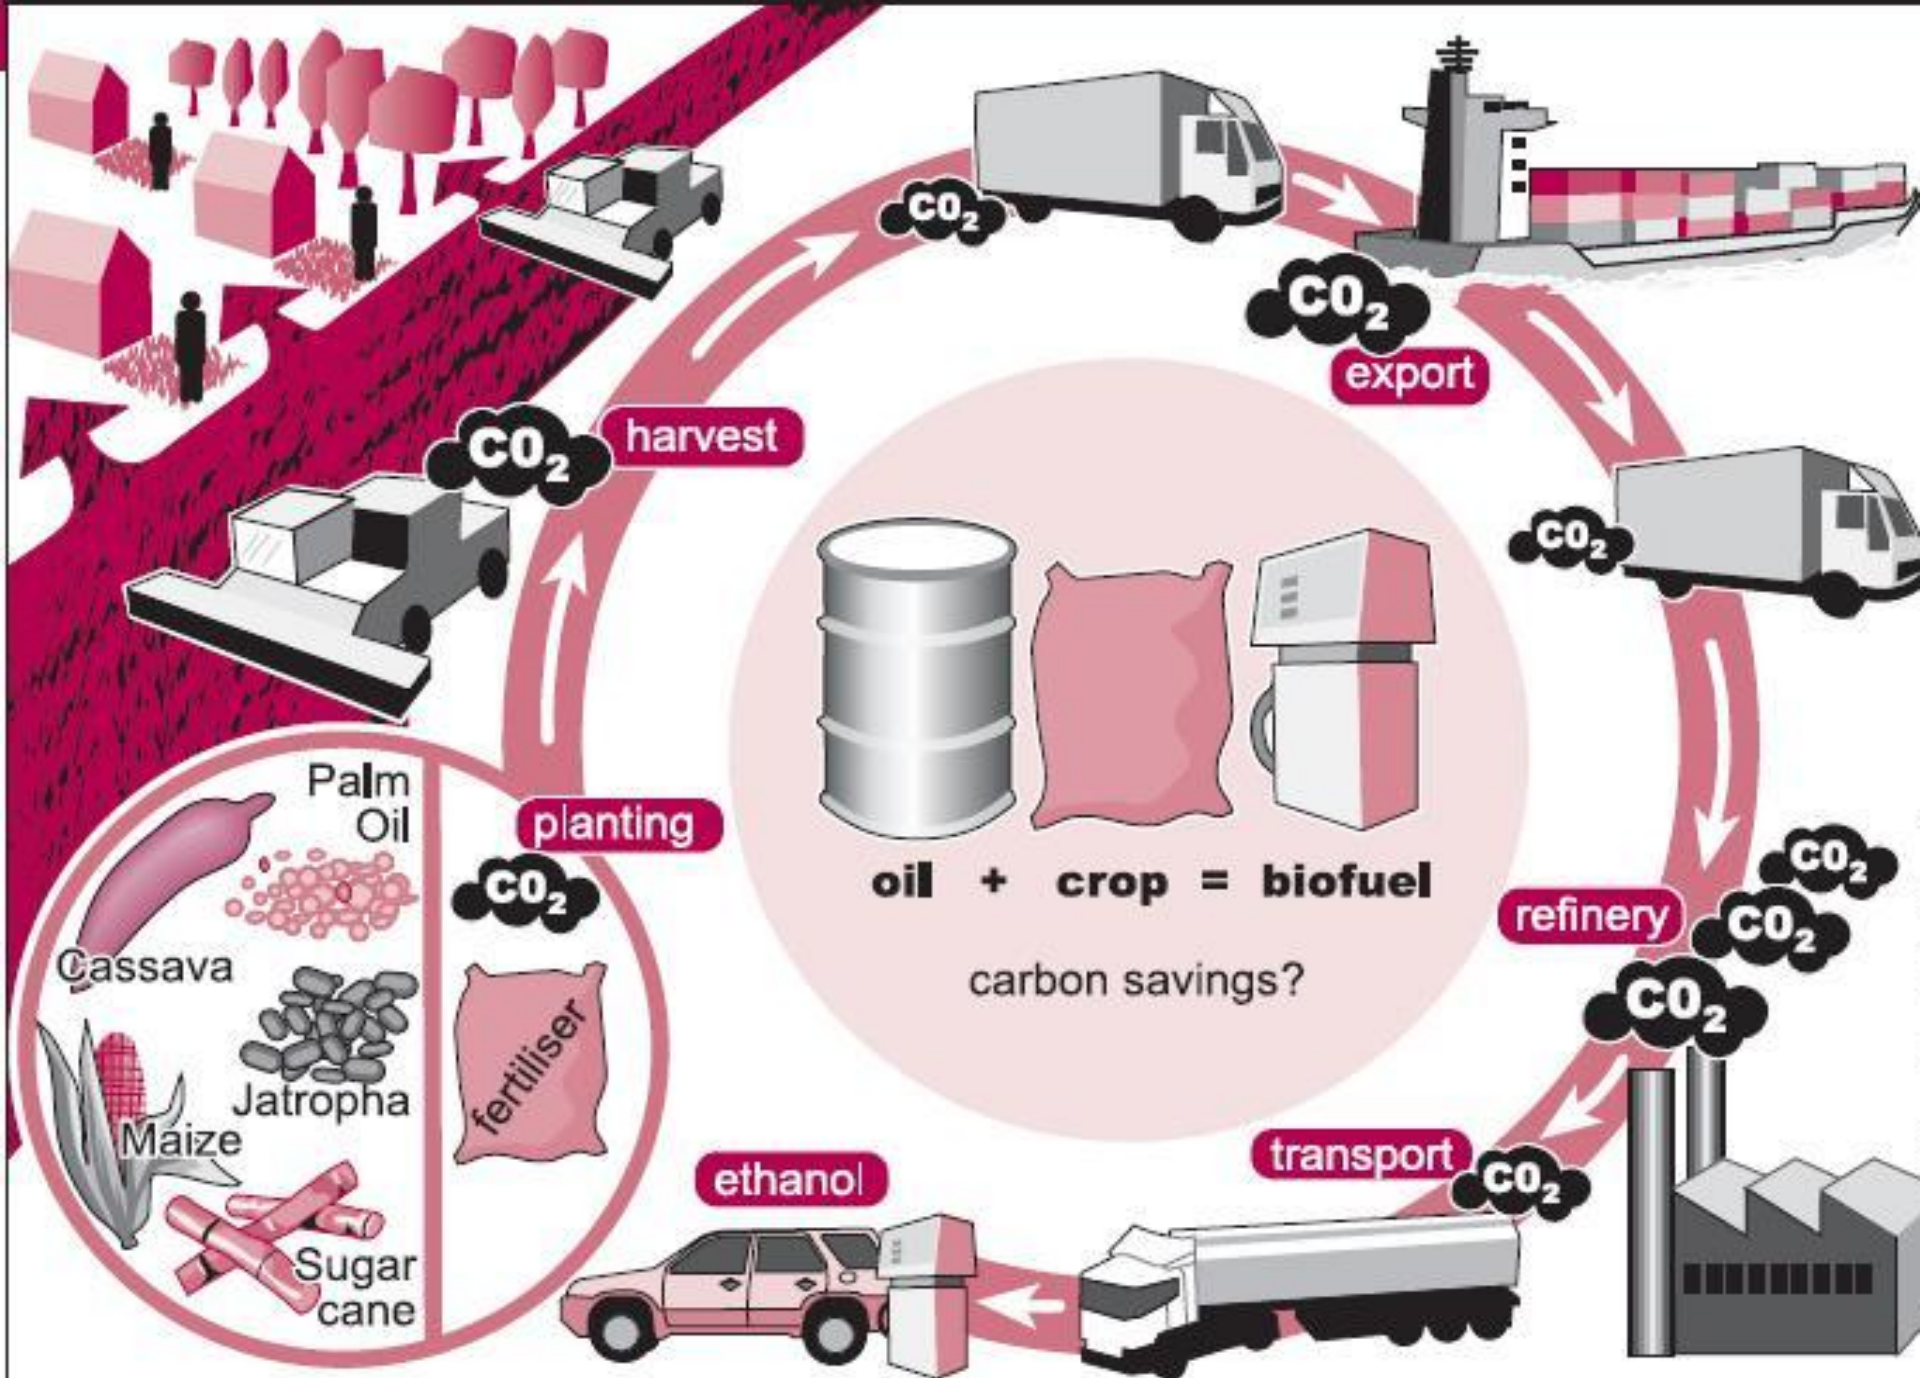 CO₂
export
CO₂
harvest
CO₂
CO₂
Palm
Oil
planting
CO₂
Cassava
Jatropha
Maize
Sugar
cane
fertiliser
oil + crop = biofuel
carbon savings?
refinery
CO₂
CO₂
CO₂
transport
CO₂
ethanol